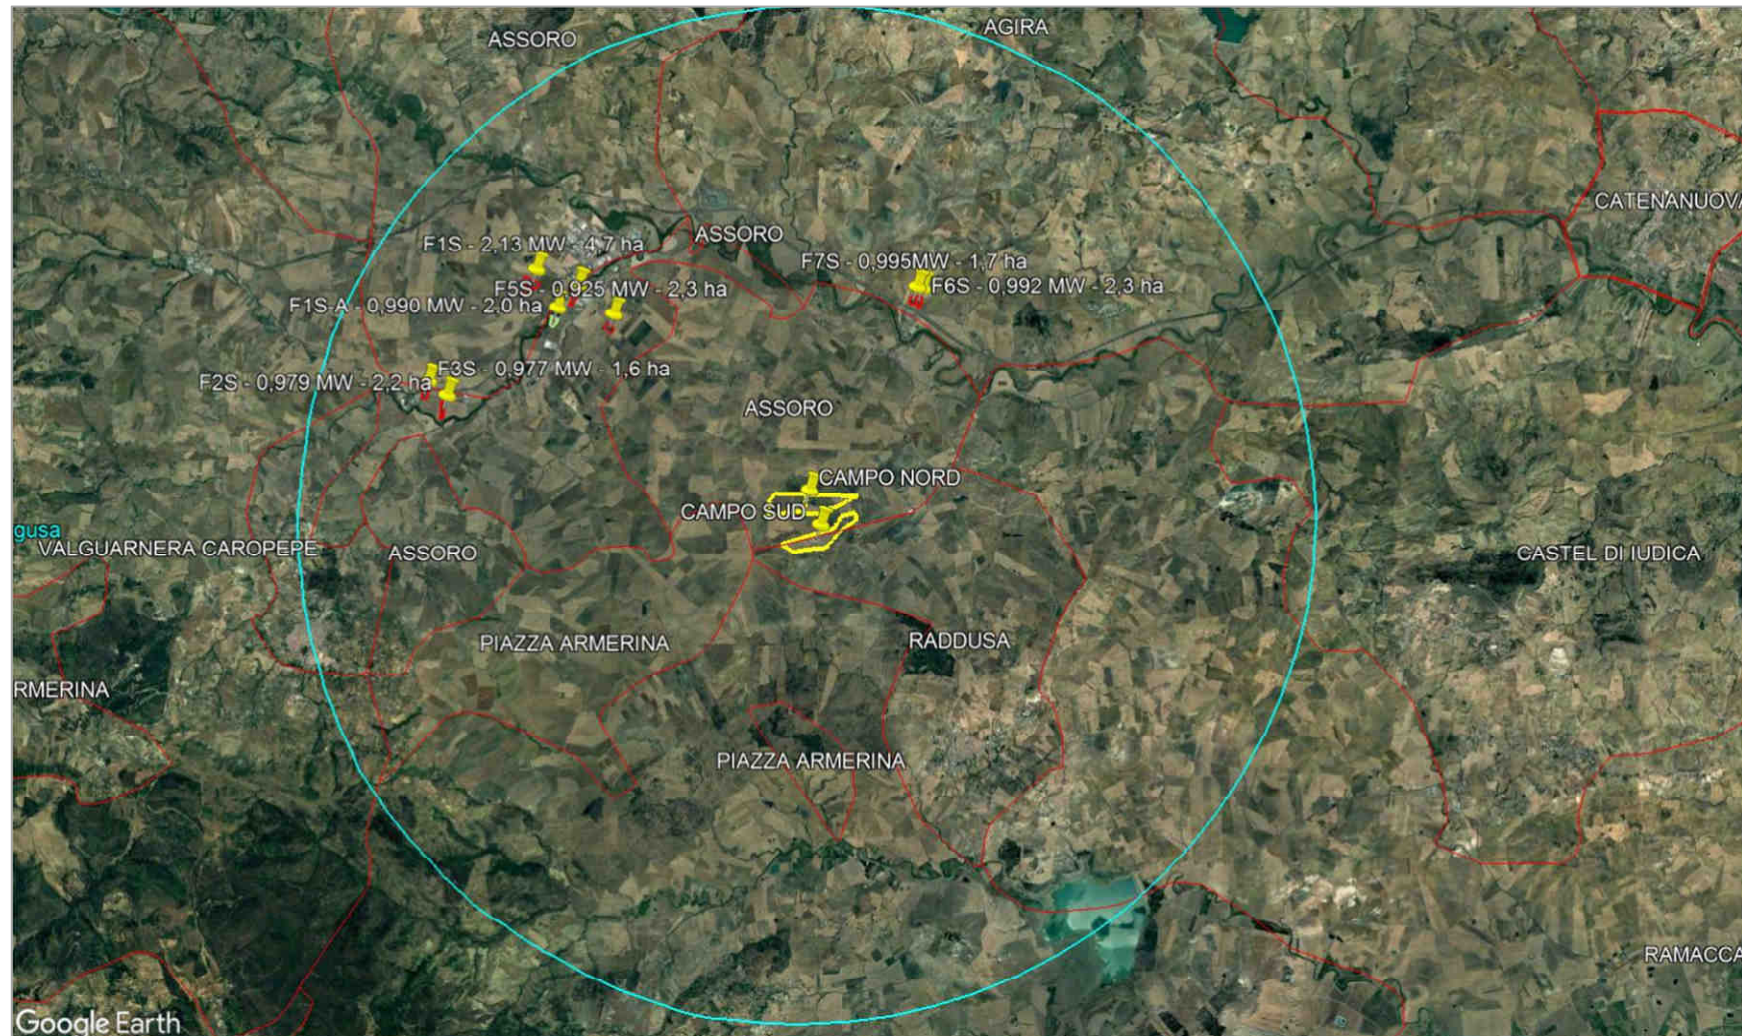 AGIRA
ASSORO
CATENANUOVA
ASSORO
F1S - 2,13 MW - 4,7 ha
F7S - 0,995MW - 1,7 ha
F6S - 0,992 MW - 2,3 ha
F5S - 0,925 MW - 2,3 ha
F1S-A - 0,990 MW - 2,0 ha
F3S - 0,977 MW - 1,6 ha
F2S - 0,979 MW - 2,2 ha
ASSORO
CAMPO NORD
CAMPO SUD
gusa
VALGUARNERA CAROPEPE
ASSORO
CASTEL DI IUDICA
PIAZZA ARMERINA
RADDUSA
RMERINA
PIAZZA ARMERINA
RAMACCA
Google Earth